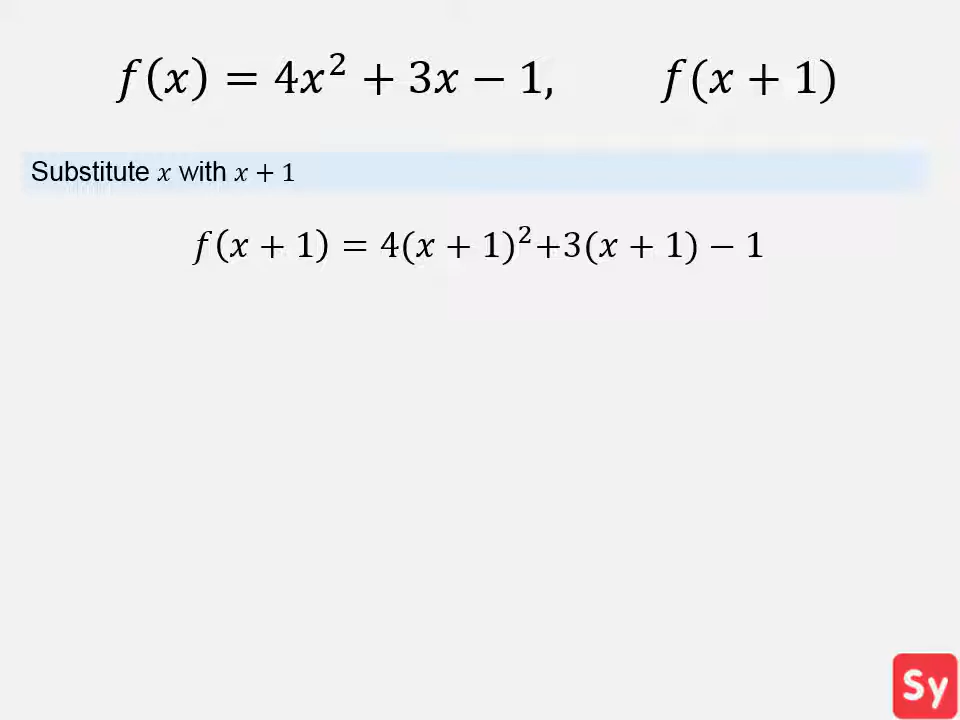 f(x) = 4x² + 3x − 1, f(x + 1)
Substitute x with x + 1
f(x + 1) = 4(x + 1)²+3(x + 1) − 1
Sy